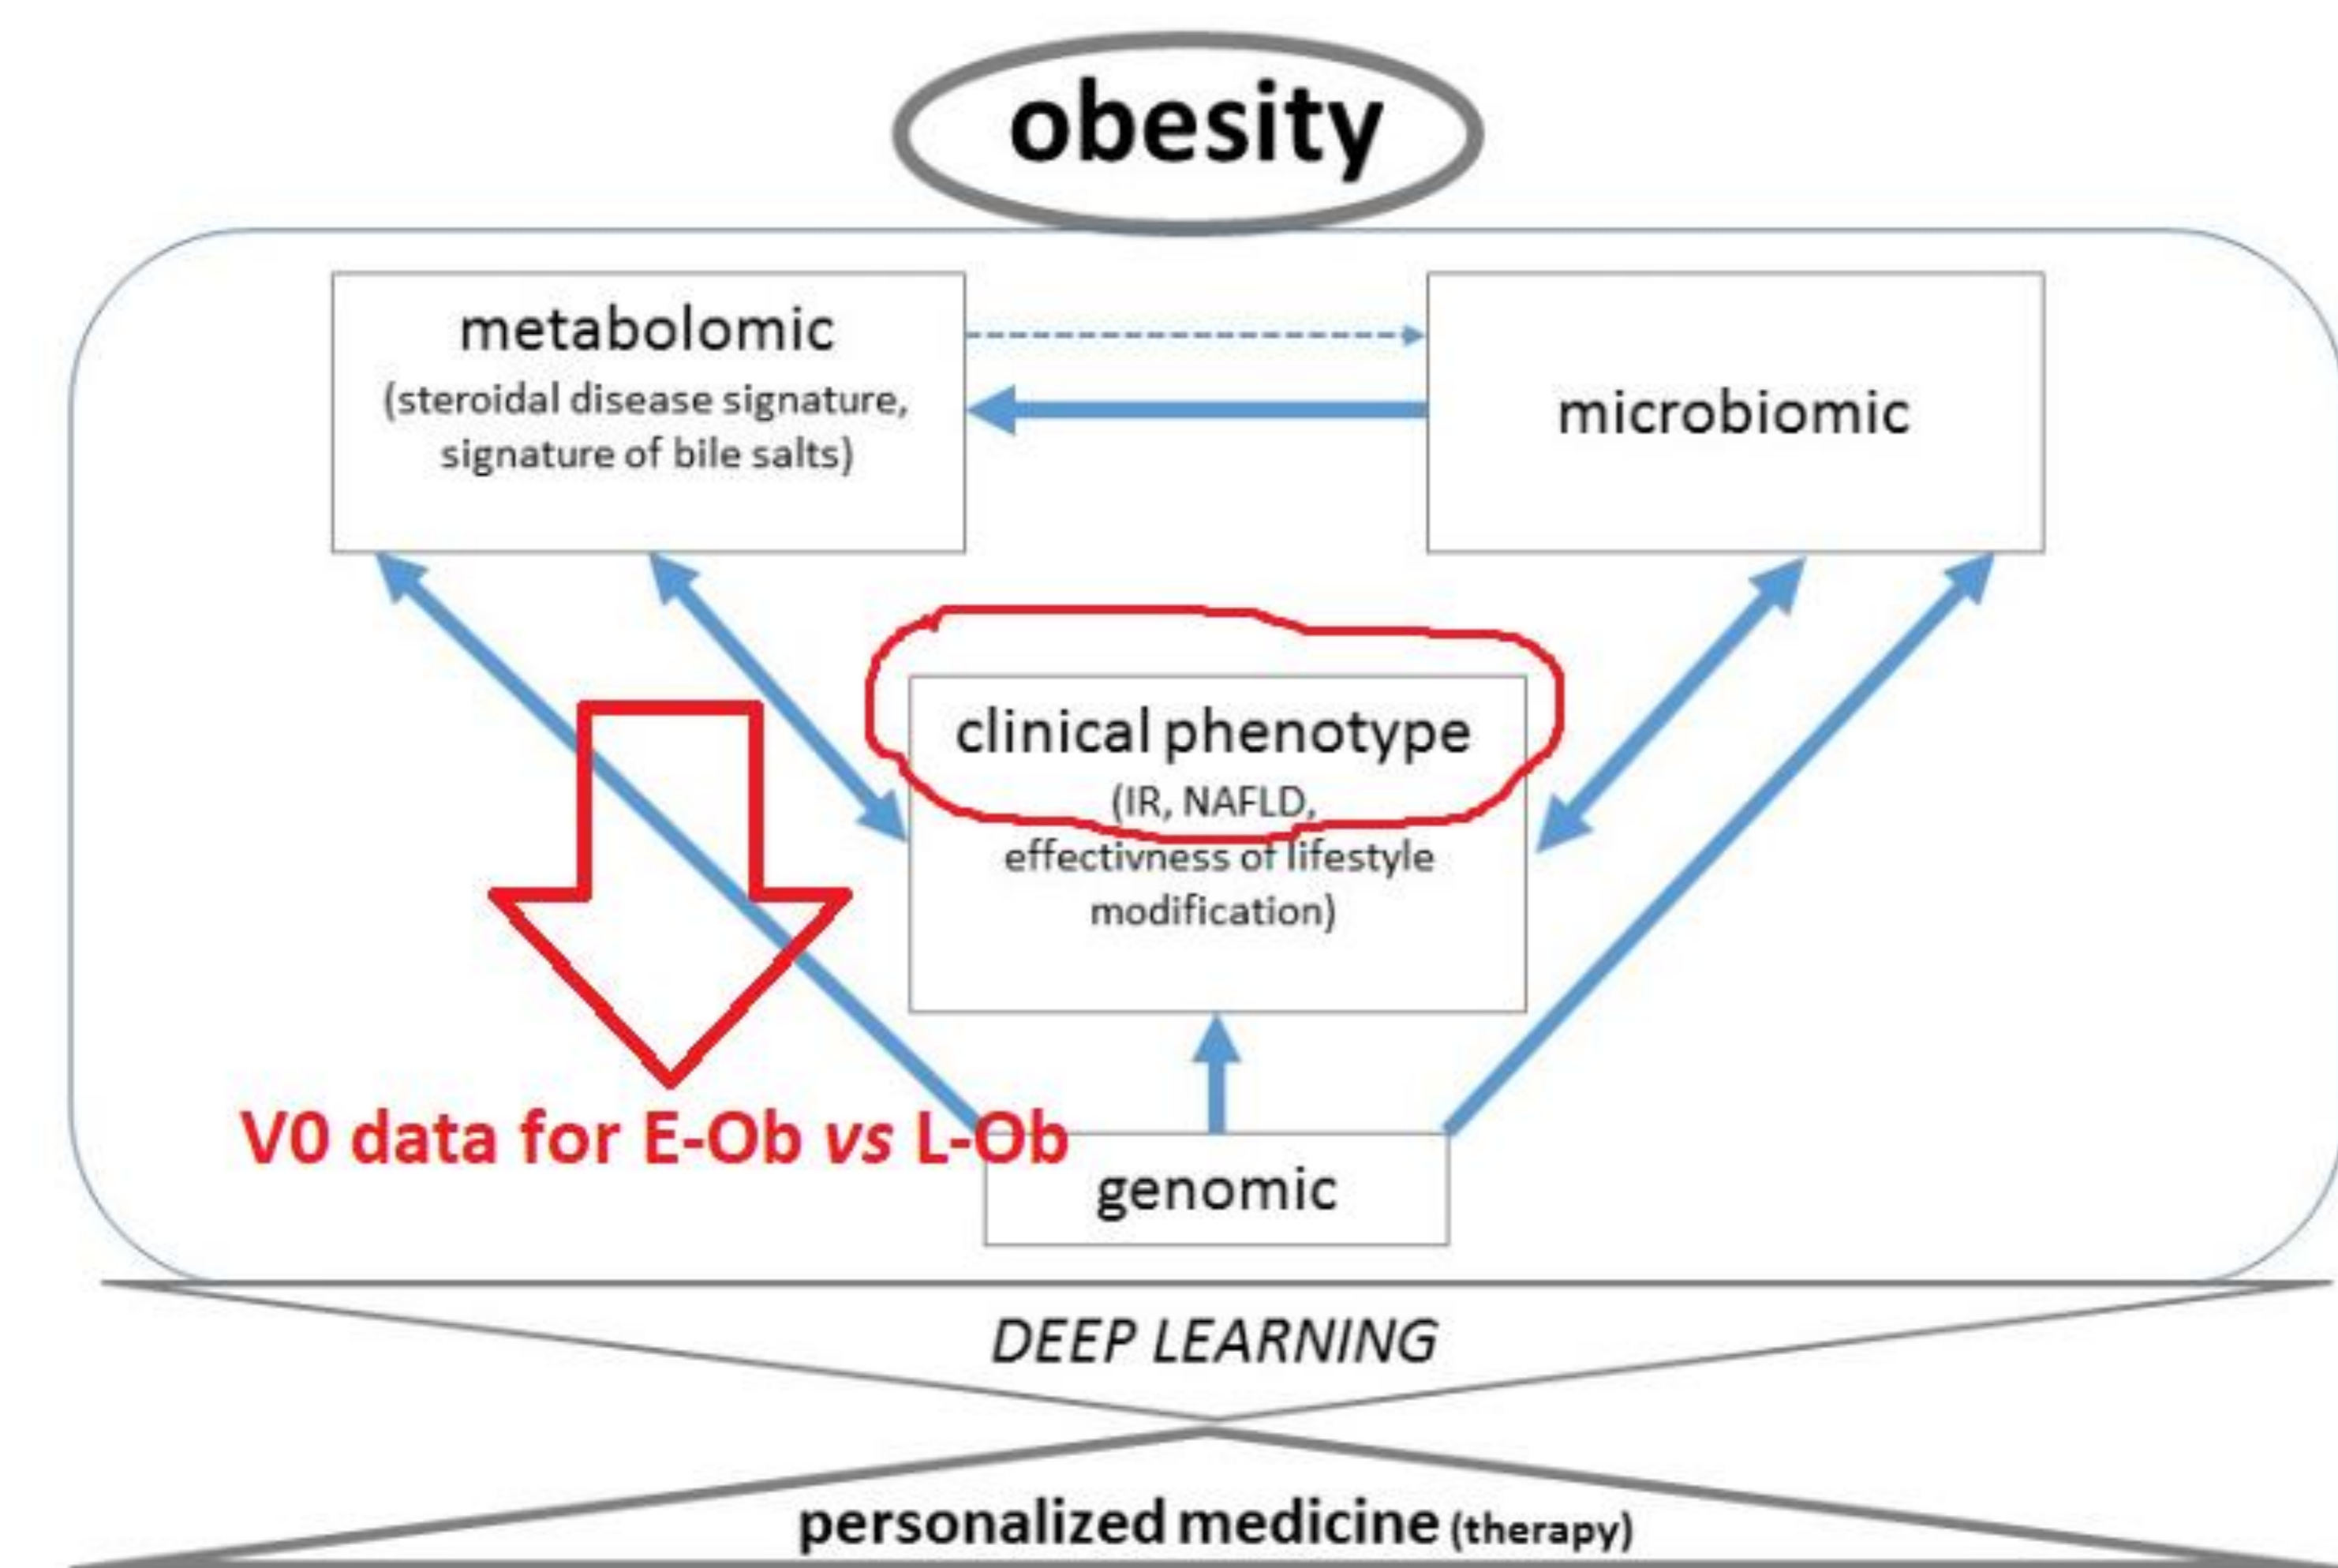 obesity
metabolomic
(steroidal disease signature,
signature of bile salts)
microbiomic
clinical phenotype
(IR, NAFLD,
effectivness of lifestyle
modification)
V0 data for E-Ob vs L-Ob
genomic
DEEP LEARNING
personalized medicine (therapy)